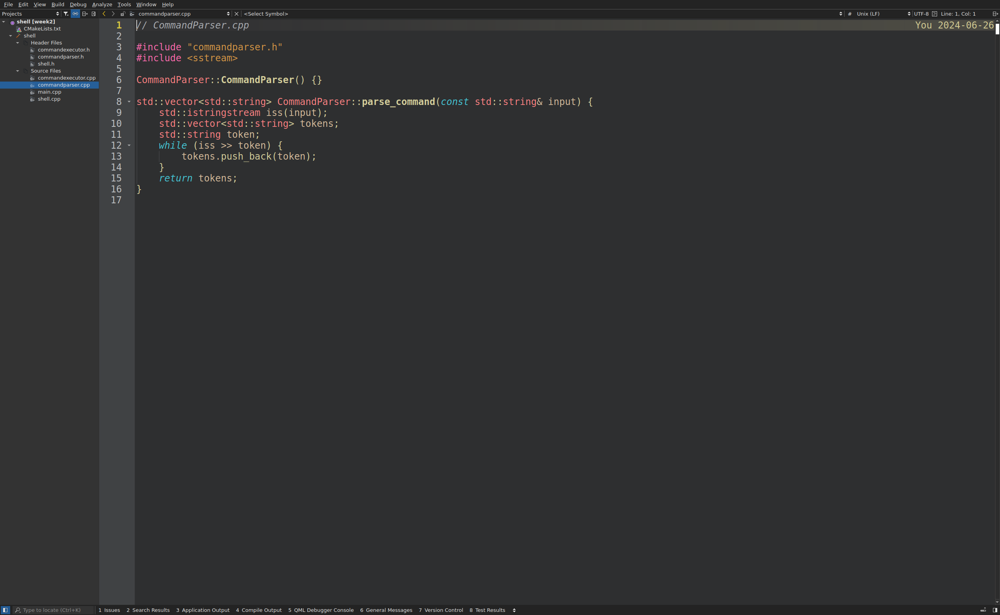 File Edit View Build Debug Analyze Tools Window Help
Projects commandparser.cpp <Select Symbol> # Unix (LF) UTF-8 Line: 1, Col: 1
shell [week2]
CMakeLists.txt
shell
Header Files
commandexecutor.h
commandparser.h
shell.h
Source Files
commandexecutor.cpp
commandparser.cpp
main.cpp
shell.cpp
1 // CommandParser.cpp You 2024-06-26
2
3 #include "commandparser.h"
4 #include <sstream>
5
6 CommandParser::CommandParser() {}
7
8 std::vector<std::string> CommandParser::parse_command(const std::string& input) {
9     std::istringstream iss(input);
10     std::vector<std::string> tokens;
11     std::string token;
12     while (iss >> token) {
13         tokens.push_back(token);
14     }
15     return tokens;
16 }
17
Type to locate (Ctrl+K) 1 Issues 2 Search Results 3 Application Output 4 Compile Output 5 QML Debugger Console 6 General Messages 7 Version Control 8 Test Results